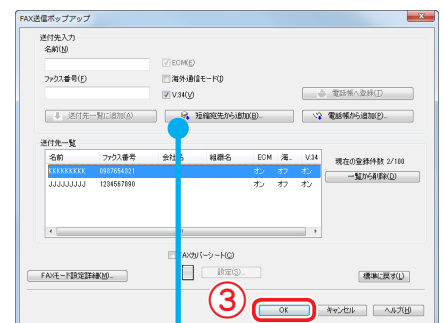 FAX送信ポップアップ
送付先入力
名前(N)
ECM(E)
ファクス番号(F)
海外通信モード(I)
V.34(V)
電話帳へ登録(T)
送付先一覧に追加(A)
短縮宛先から追加(B)...
電話帳から追加(P)...
送付先一覧
名前 ファクス番号 会社名 組織名 ECM 海... V.34
現在の登録件数 2/100
KKKKKKKKK 0987654321 オン オフ オン
一覧から削除(D)
JJJJJJJJJ 1234567890 オン オフ オン
FAXカバーシート(C)
FAXモード設定詳細(M)...
設定(S)...
標準に戻す(L)
③
OK
キャンセル
ヘルプ(H)